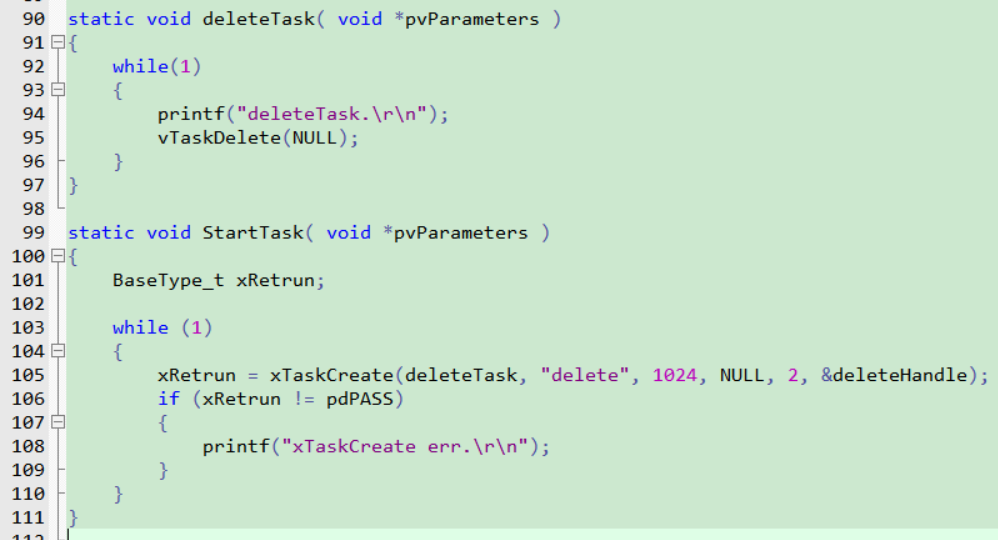 90 static void deleteTask( void *pvParameters )
91 {
92     while(1)
93     {
94         printf("deleteTask.\r\n");
95         vTaskDelete(NULL);
96     }
97 }
98
99 static void StartTask( void *pvParameters )
100 {
101     BaseType_t xRetrun;
102
103     while (1)
104     {
105         xRetrun = xTaskCreate(deleteTask, "delete", 1024, NULL, 2, &deleteHandle);
106         if (xRetrun != pdPASS)
107         {
108             printf("xTaskCreate err.\r\n");
109         }
110     }
111 }